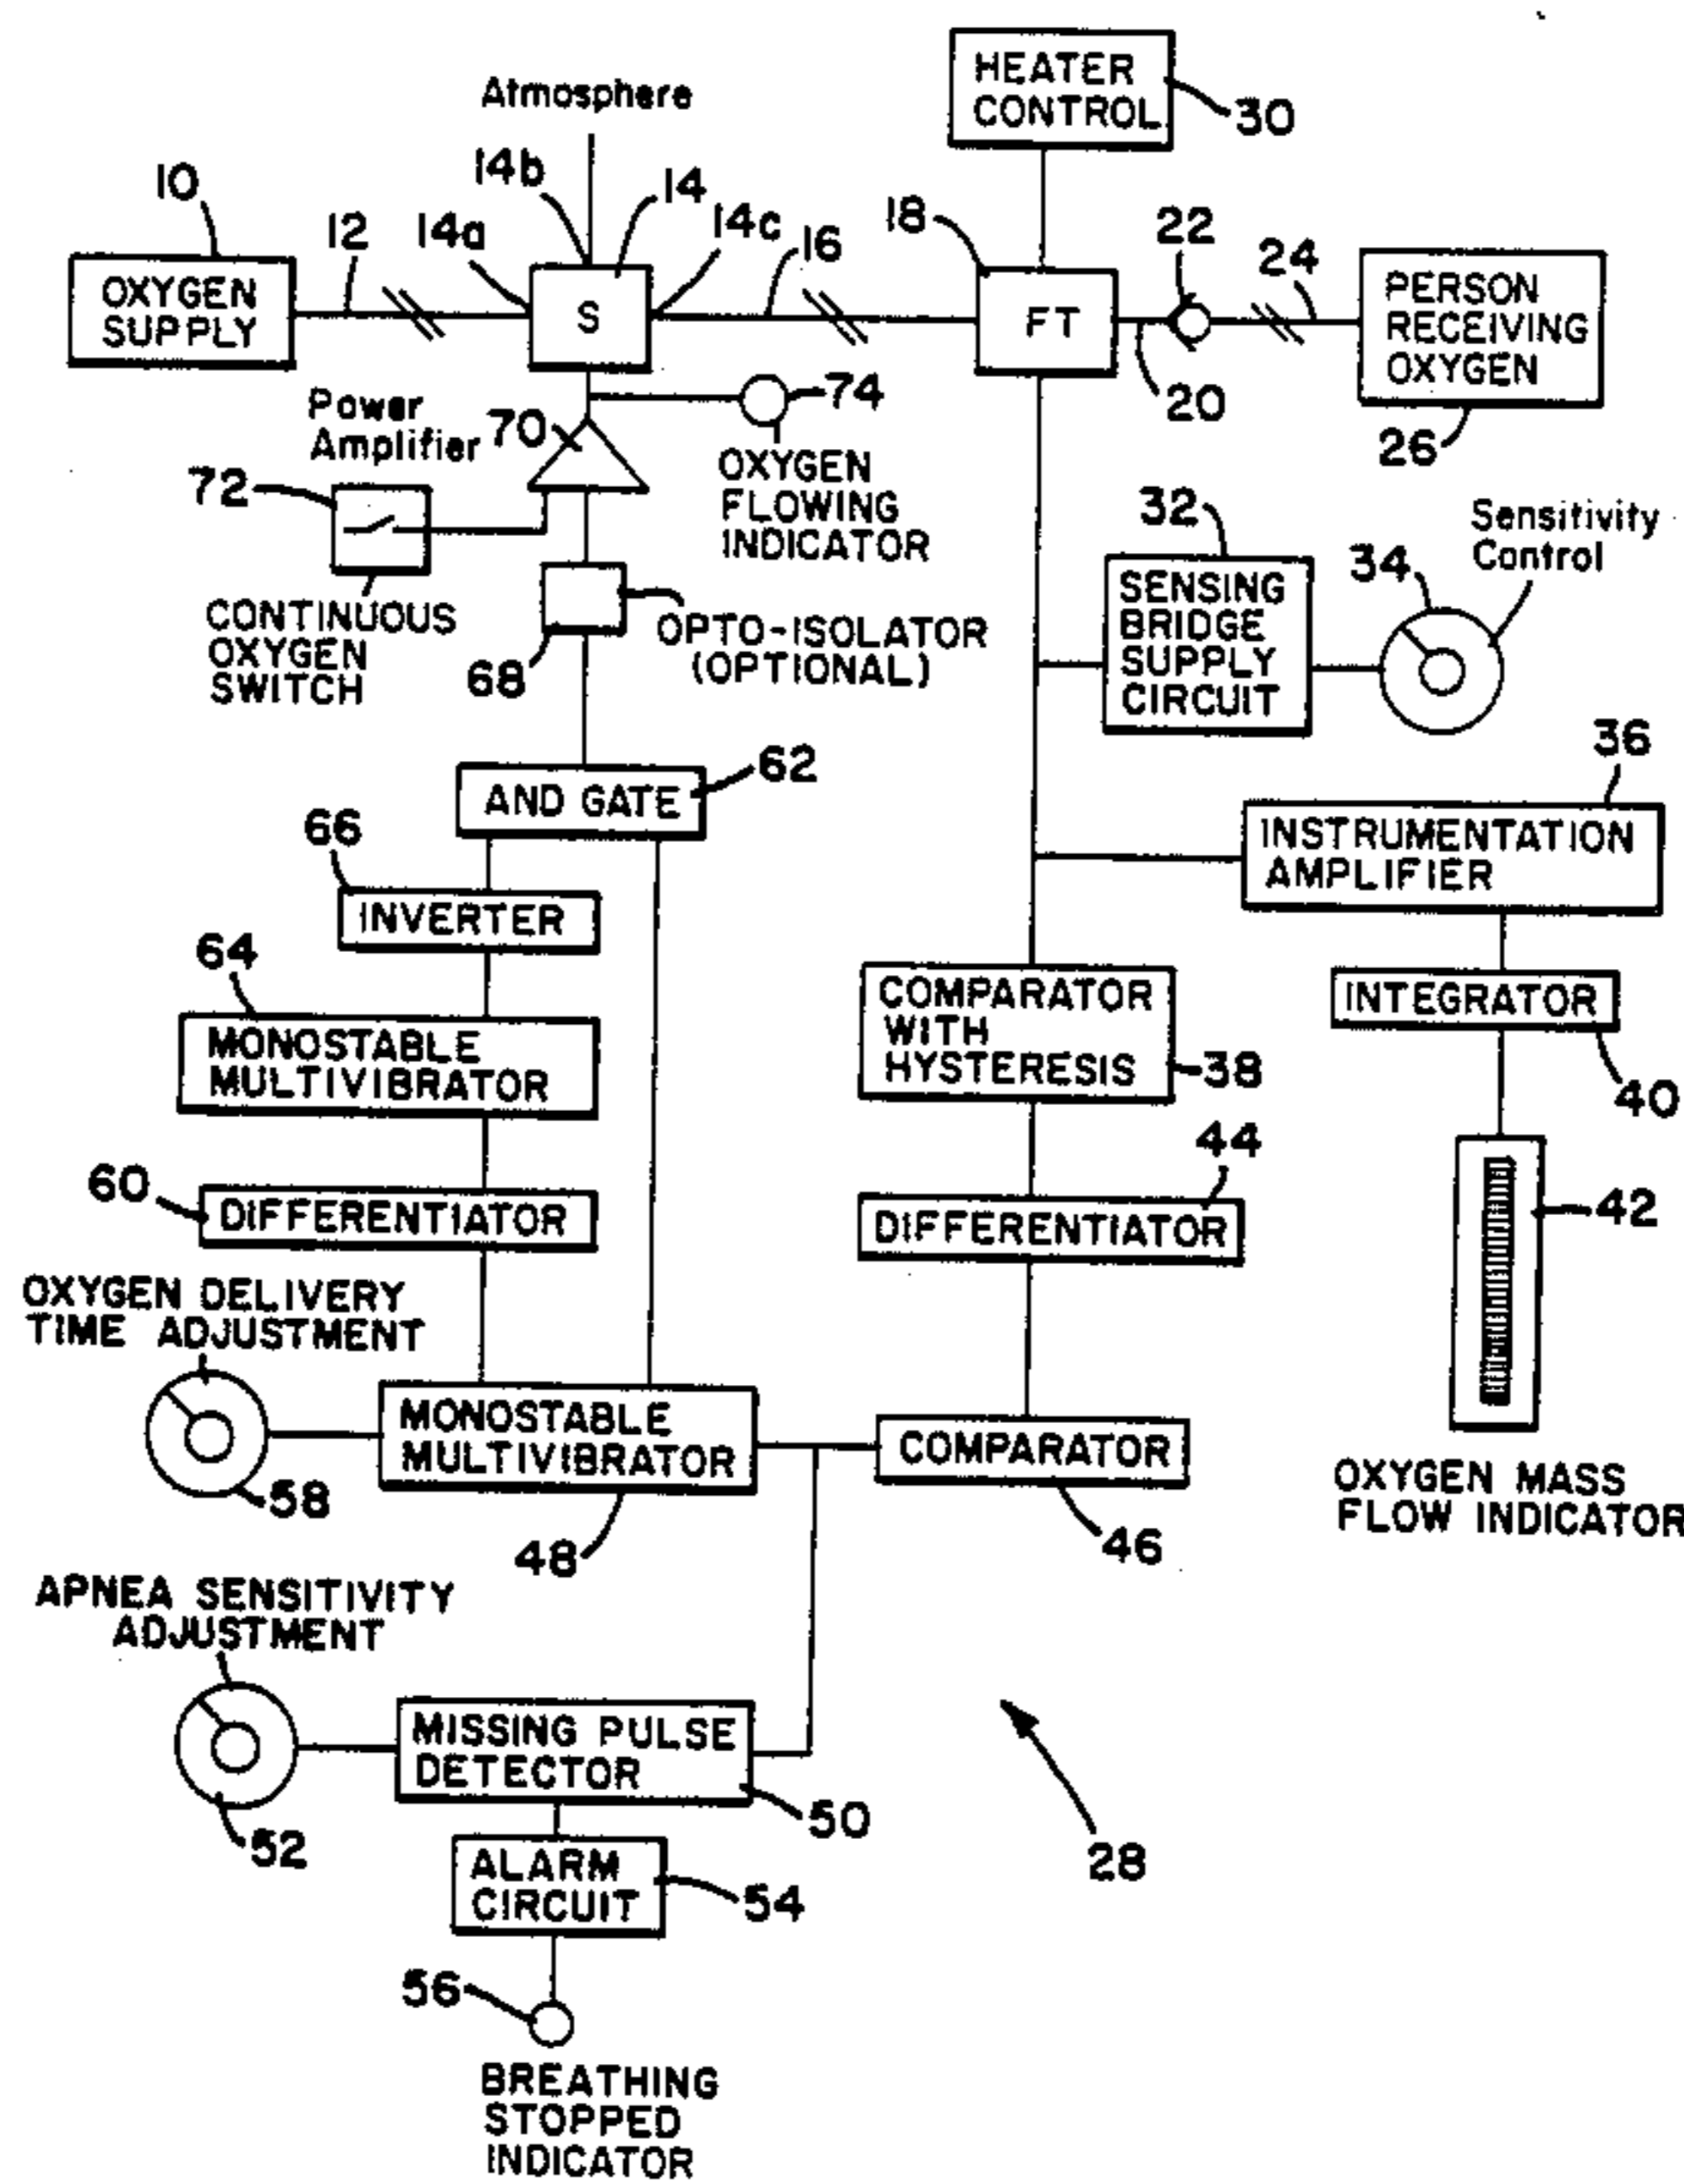 Atmosphere
HEATER
CONTROL
30
10
12
14a
14b
14
14c
16
18
22
24
OXYGEN
SUPPLY
S
FT
PERSON
RECEIVING
OXYGEN
20
26
Power
Amplifier
70
74
OXYGEN
FLOWING
INDICATOR
72
CONTINUOUS
OXYGEN
SWITCH
68
OPTO-ISOLATOR
(OPTIONAL)
32
SENSING
BRIDGE
SUPPLY
CIRCUIT
34
Sensitivity
Control
36
INSTRUMENTATION
AMPLIFIER
AND GATE
62
66
INVERTER
64
MONOSTABLE
MULTIVIBRATOR
COMPARATOR
WITH
HYSTERESIS
38
INTEGRATOR
40
60
DIFFERENTIATOR
44
DIFFERENTIATOR
42
OXYGEN DELIVERY
TIME ADJUSTMENT
58
MONOSTABLE
MULTIVIBRATOR
48
COMPARATOR
46
OXYGEN MASS
FLOW INDICATOR
APNEA SENSITIVITY
ADJUSTMENT
52
MISSING PULSE
DETECTOR
50
28
ALARM
CIRCUIT
54
56
BREATHING
STOPPED
INDICATOR